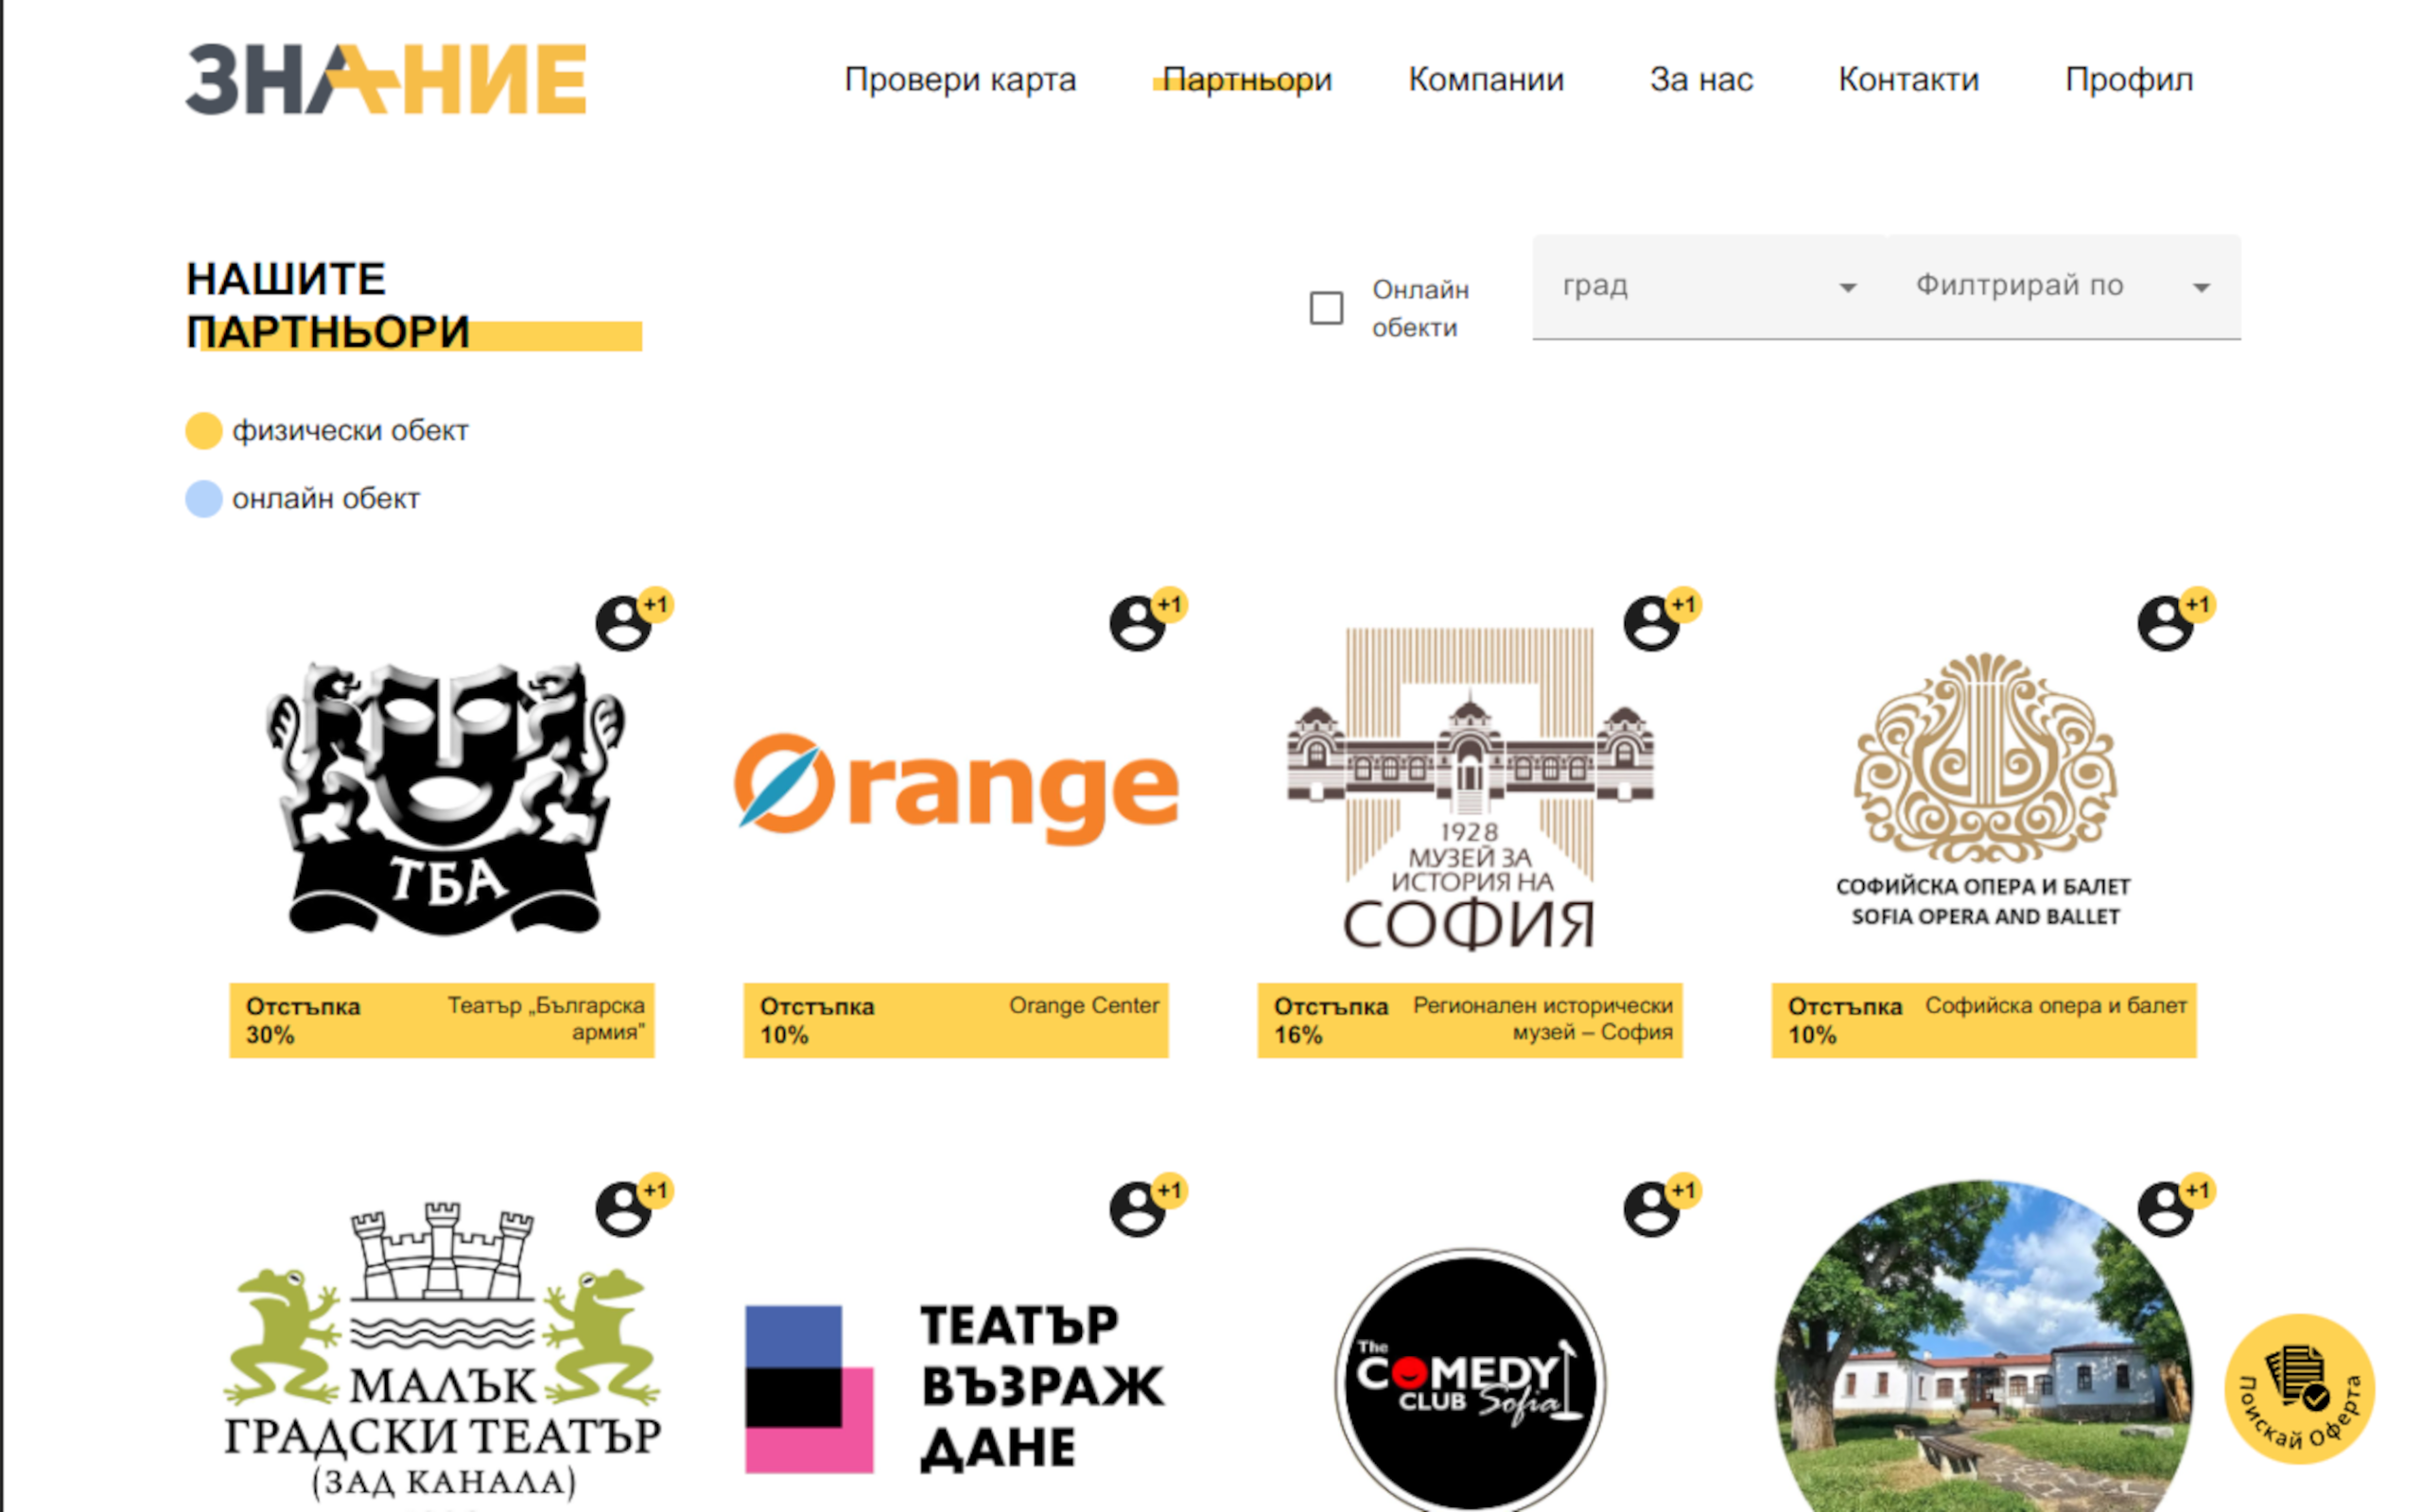 ЗНАНИЕ
Провери карта Партньори Компании За нас Контакти Профил
НАШИТЕ
ПАРТНЬОРИ
Онлайн
обекти
град
Филтрирай по
физически обект
онлайн обект
+1
+1
+1
+1
ТБА
Orange
1928
МУЗЕЙ ЗА
ИСТОРИЯ НА
СОФИЯ
СОФИЙСКА ОПЕРА И БАЛЕТ
SOFIA OPERA AND BALLET
Отстъпка
30%
Театър „Българска
армия"
Отстъпка
10%
Orange Center
Отстъпка
16%
Регионален исторически
музей – София
Отстъпка
10%
Софийска опера и балет
+1
+1
+1
+1
МАЛЪК
ГРАДСКИ ТЕАТЪР
(ЗАД КАНАЛА)
ТЕАТЪР
ВЪЗРАЖ
ДАНЕ
The
COMEDY
CLUB Sofia
Поискай Оферта